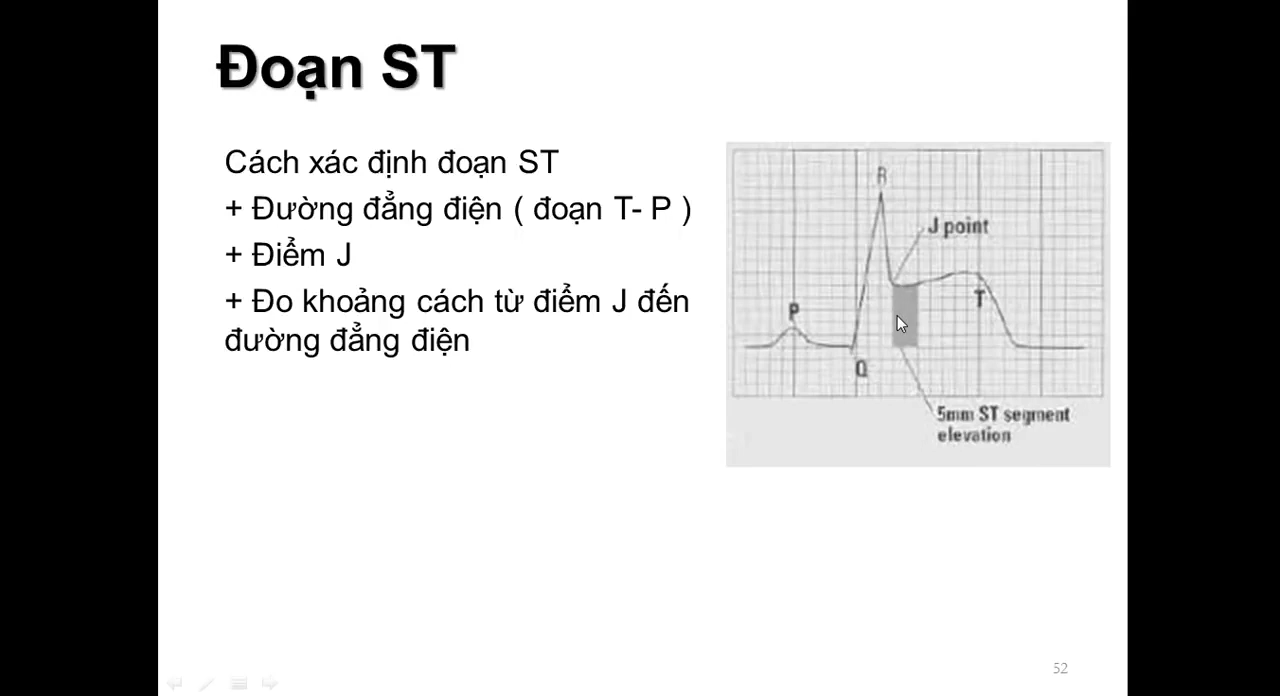 Đoạn ST
Cách xác định đoạn ST
+ Đường đẳng điện ( đoạn T- P )
+ Điểm J
+ Đo khoảng cách từ điểm J đến
đường đẳng điện
R
J point
P
T
Q
5mm ST segment
elevation
52